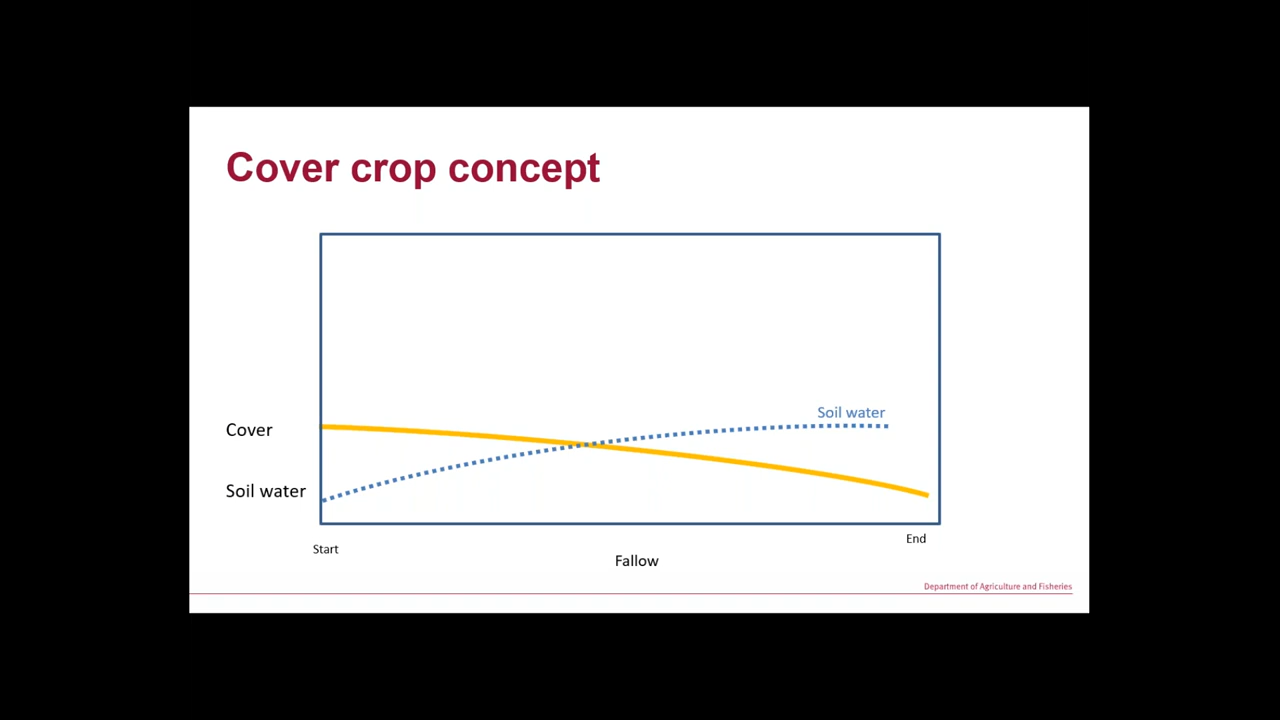 Cover crop concept
Soil water
Cover
Soil water
Start
End
Fallow
Department of Agriculture and Fisheries